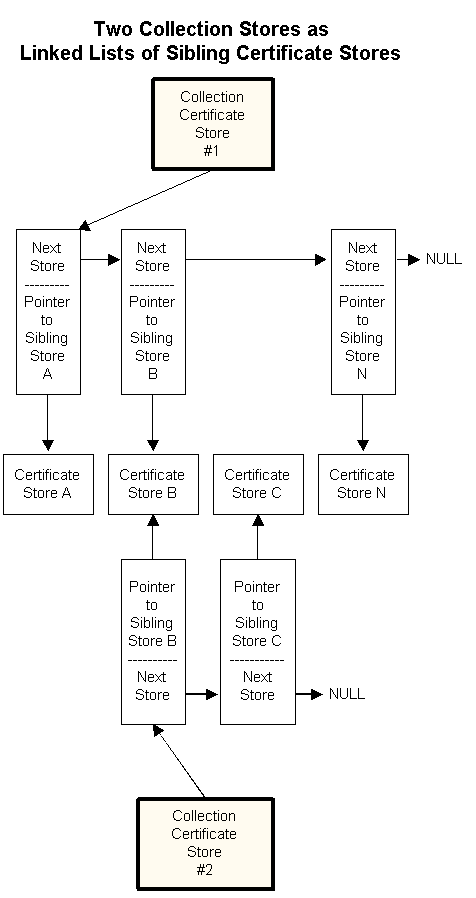 Two Collection Stores as
Linked Lists of Sibling Certificate Stores
Collection
Certificate
Store
#1
Next
Store
---------
Pointer
to
Sibling
Store
A
Next
Store
---------
Pointer
to
Sibling
Store
B
Next
Store
---------
Pointer
to
Sibling
Store
N
NULL
Certificate
Store A
Certificate
Store B
Certificate
Store C
Certificate
Store N
Pointer
to
Sibling
Store B
----------
Next
Store
Pointer
to
Sibling
Store C
-----------
Next
Store
NULL
Collection
Certificate
Store
#2